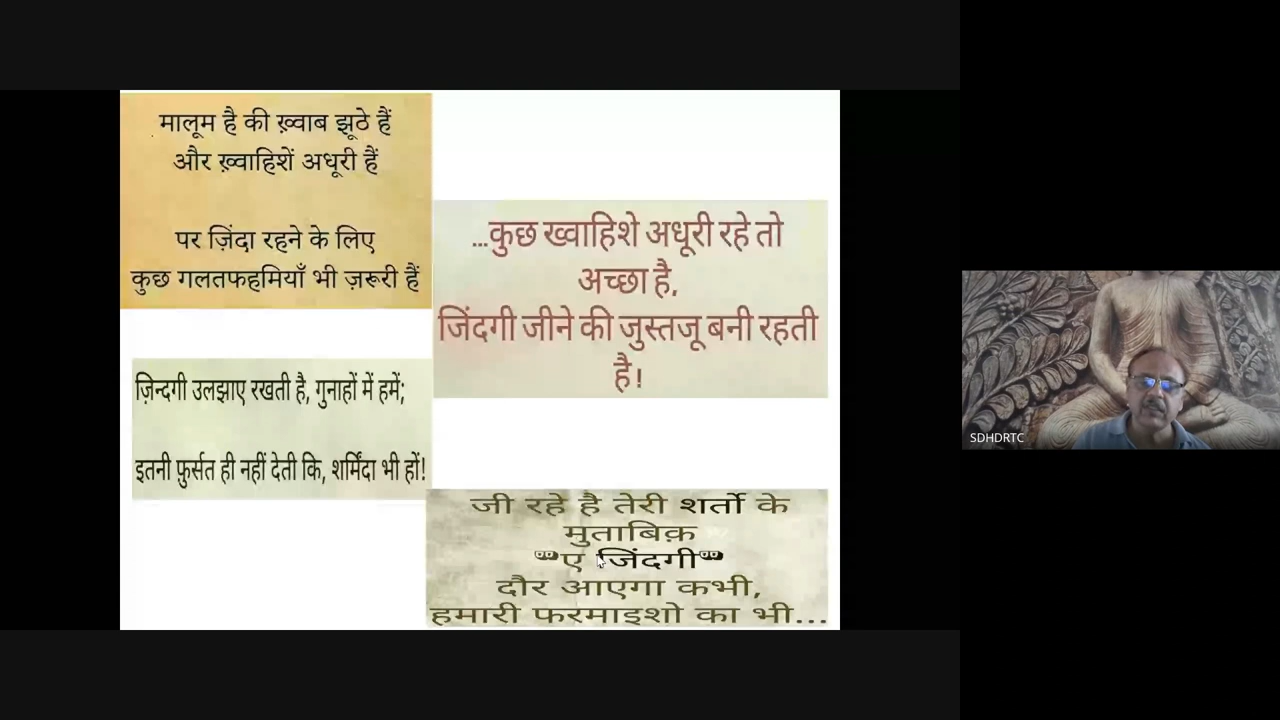 मालूम है की ख़्वाब झूठे हैं
और ख़्वाहिशें अधूरी हैं
पर ज़िंदा रहने के लिए
कुछ गलतफहमियाँ भी ज़रूरी हैं
...कुछ ख्वाहिशे अधूरी रहे तो
अच्छा है,
जिंदगी जीने की जुस्तजू बनी रहती
है!
ज़िन्दगी उलझाए रखती है, गुनाहों में हमें;
इतनी फ़ुर्सत ही नहीं देती कि, शर्मिंदा भी हों!
जी रहे है तेरी शर्तो के
मुताबिक़
""ए जिंदगी""
दौर आएगा कभी,
हमारी फरमाइशो का भी...
SDHDRTC